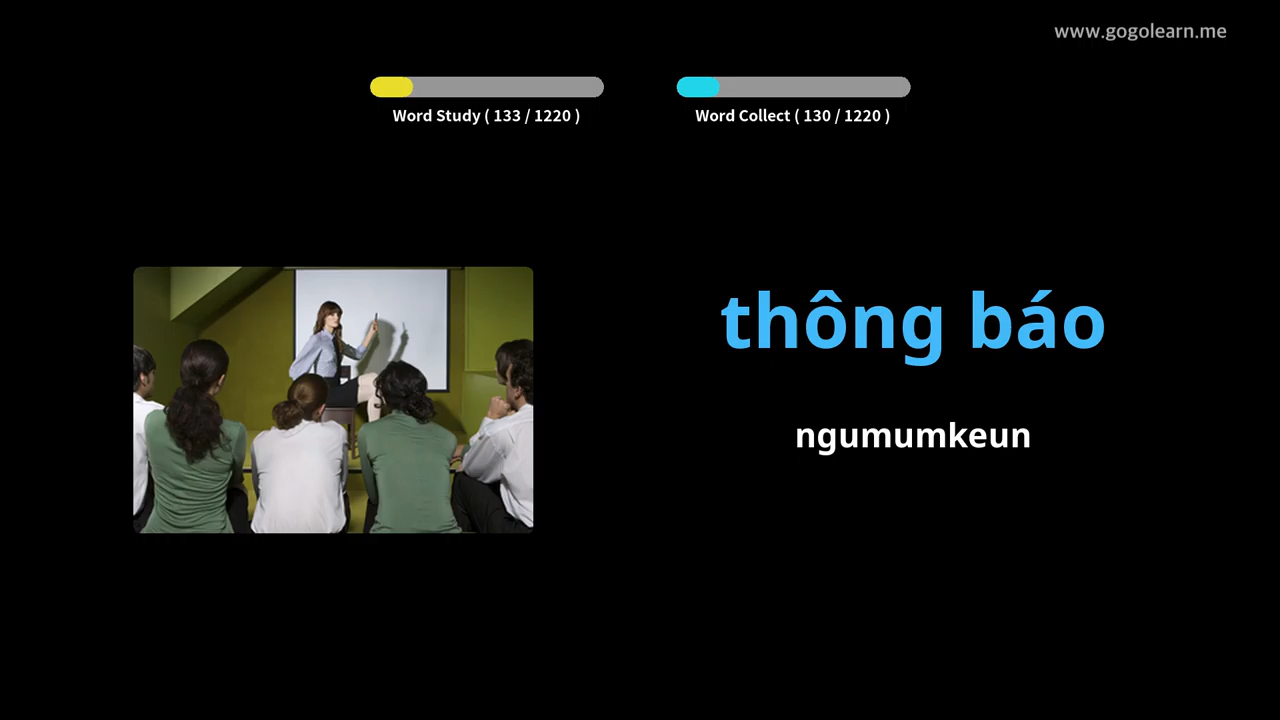 www.gogolearn.me
Word Study ( 133 / 1220 )
Word Collect ( 130 / 1220 )
thông báo
ngumumkeun